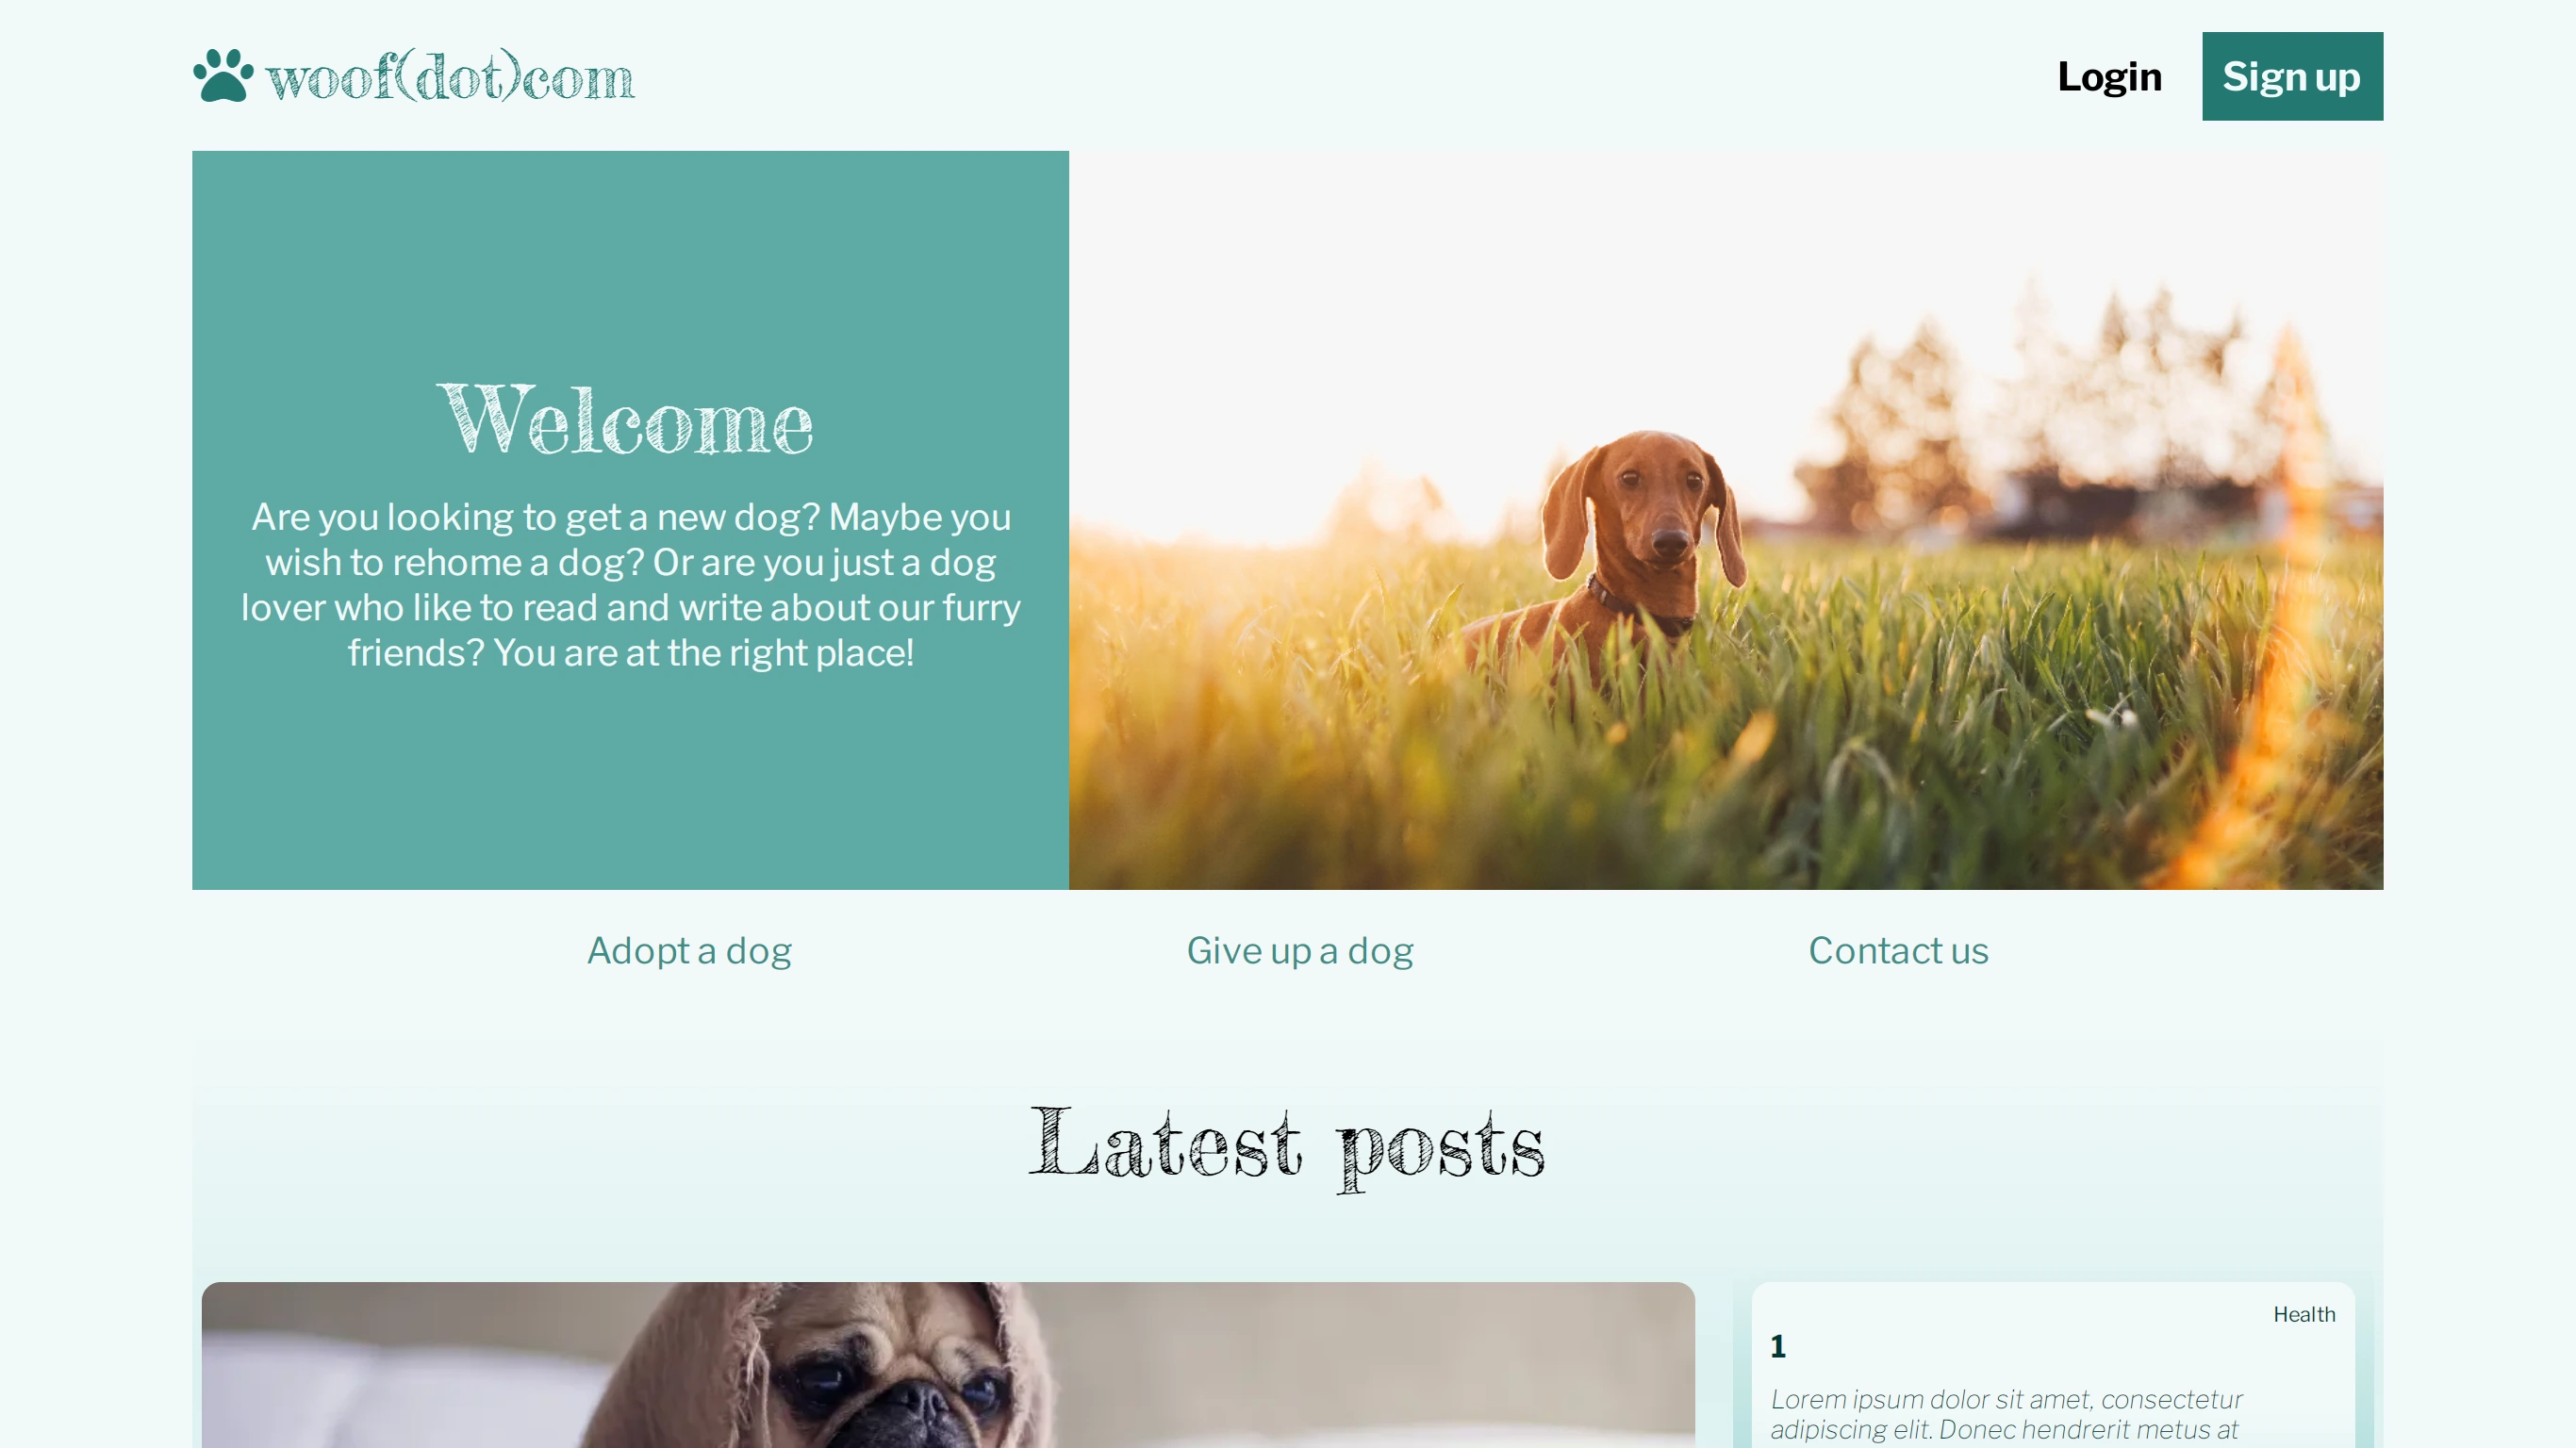 woof(dot)com
Login
Sign up
Welcome
Are you looking to get a new dog? Maybe you
wish to rehome a dog? Or are you just a dog
lover who like to read and write about our furry
friends? You are at the right place!
Adopt a dog
Give up a dog
Contact us
Latest posts
Health
1
Lorem ipsum dolor sit amet, consectetur
adipiscing elit. Donec hendrerit metus at